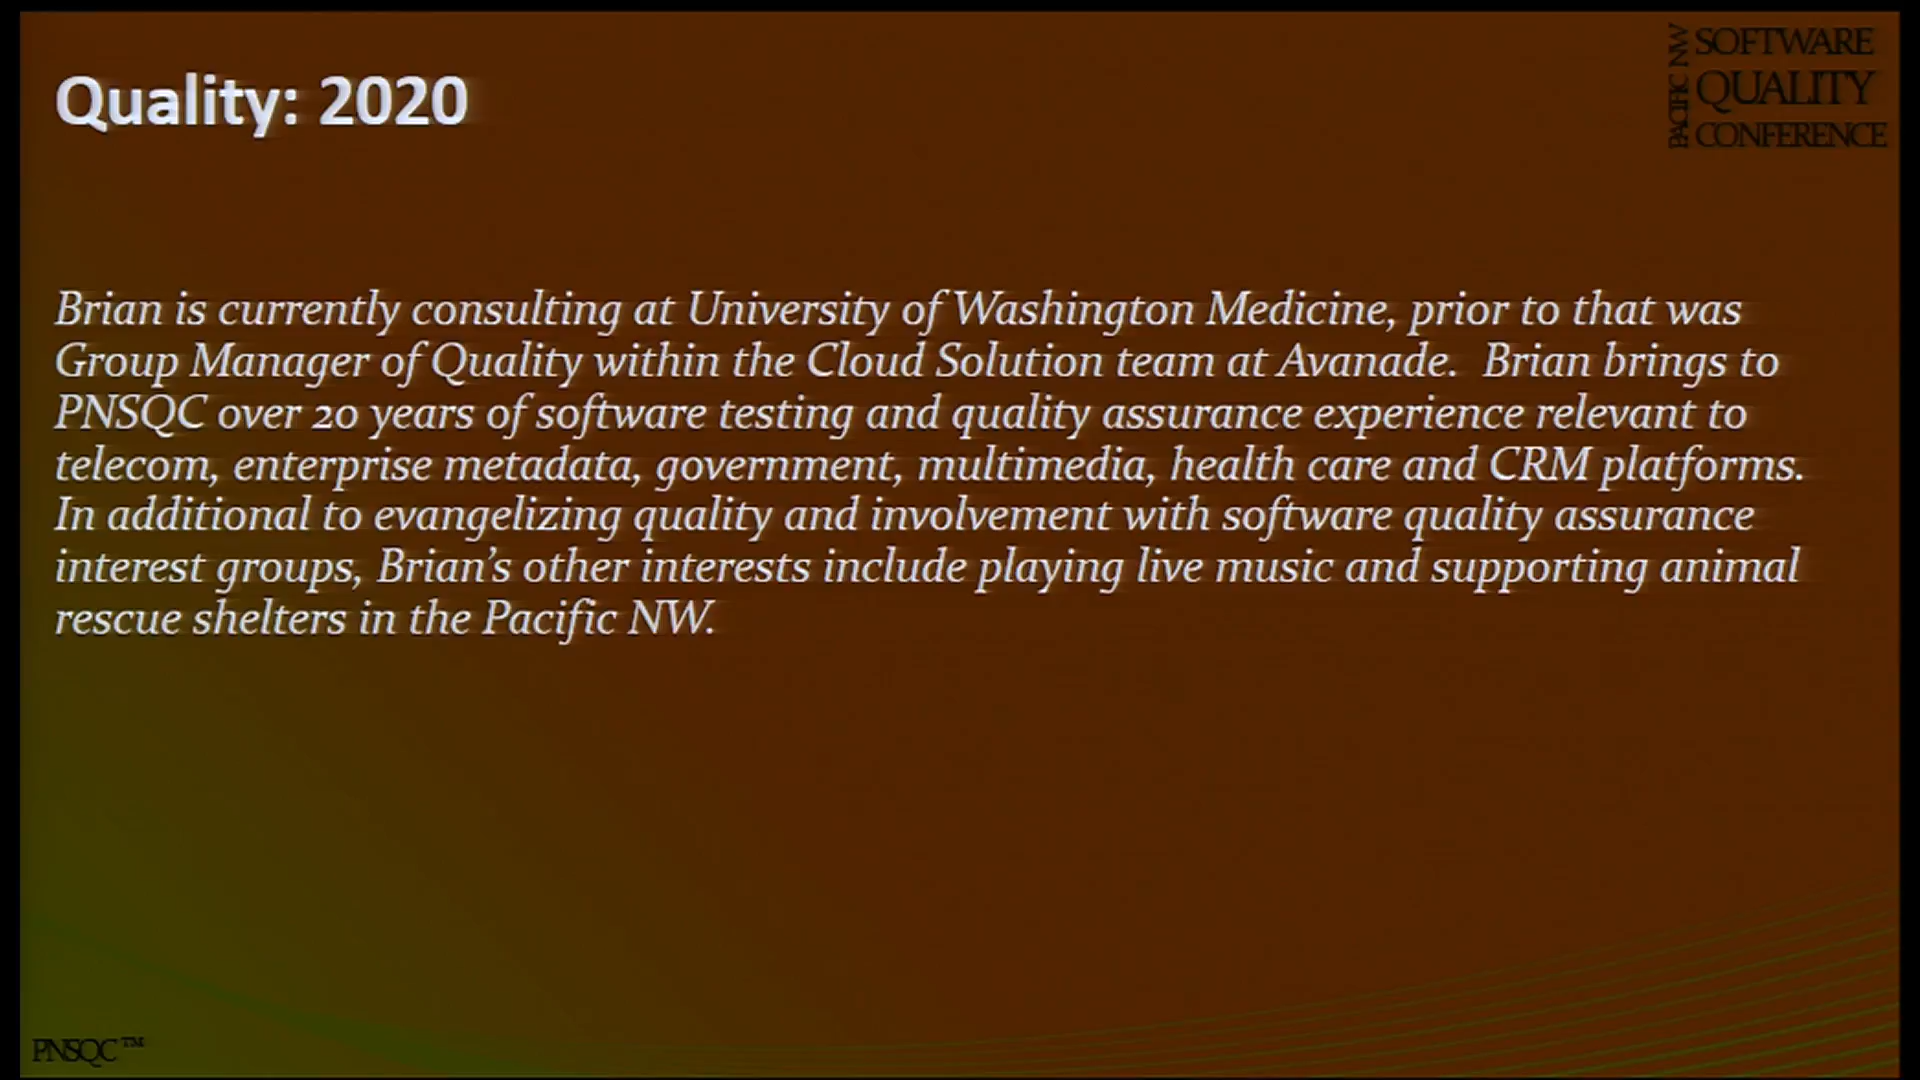 Quality: 2020
PACIFIC NW
SOFTWARE
QUALITY
CONFERENCE
Brian is currently consulting at University of Washington Medicine, prior to that was
Group Manager of Quality within the Cloud Solution team at Avanade.  Brian brings to
PNSQC over 20 years of software testing and quality assurance experience relevant to
telecom, enterprise metadata, government, multimedia, health care and CRM platforms.
In additional to evangelizing quality and involvement with software quality assurance
interest groups, Brian’s other interests include playing live music and supporting animal
rescue shelters in the Pacific NW.
PNSQC™